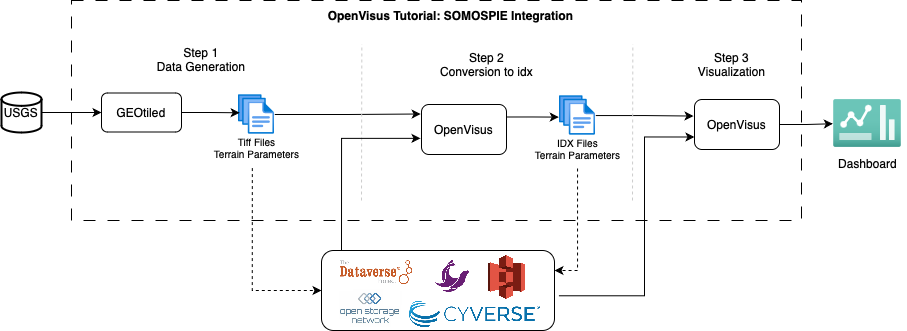 OpenVisus Tutorial: SOMOSPIE Integration
Step 1
Data Generation
Step 2
Conversion to idx
Step 3
Visualization
USGS
GEOtiled
Tiff Files
Terrain Parameters
OpenVisus
IDX Files
Terrain Parameters
OpenVisus
Dashboard
The
Dataverse
open storage
network
CYVERSE